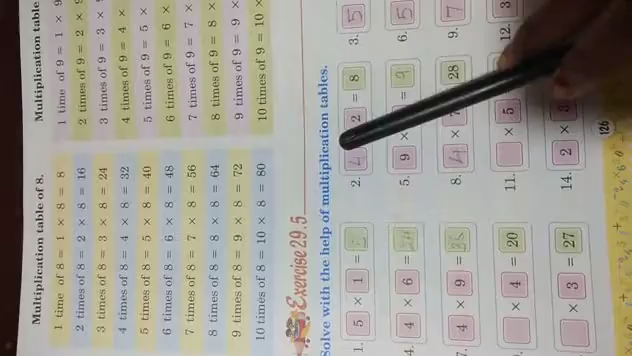 Multiplication table of 8.
1 time of 8 = 1 × 8 = 8
2 times of 8 = 2 × 8 = 16
3 times of 8 = 3 × 8 = 24
4 times of 8 = 4 × 8 = 32
5 times of 8 = 5 × 8 = 40
6 times of 8 = 6 × 8 = 48
7 times of 8 = 7 × 8 = 56
8 times of 8 = 8 × 8 = 64
9 times of 8 = 9 × 8 = 72
10 times of 8 = 10 × 8 = 80
Multiplication table
1 time of 9 = 1 × 9
2 times of 9 = 2 ×
3 times of 9 = 3 ×
4 times of 9 = 4 ×
5 times of 9 = 5 ×
6 times of 9 = 6 ×
7 times of 9 = 7 ×
8 times of 9 = 8 ×
9 times of 9 = 9 ×
10 times of 9 = 10 ×
Exercise 29.5
Solve with the help of multiplication tables.
1. 5 × 1 = 2. 4 2 = 8 3. 5
4. 4 × 6 = 5. 9 × = 9 6. 5
7. 4 × 9 = 8. 4 × 7 28 9. 7
× 4 = 20 11. × 5 12. 3
× 3 = 27 14. 2 × 3
126